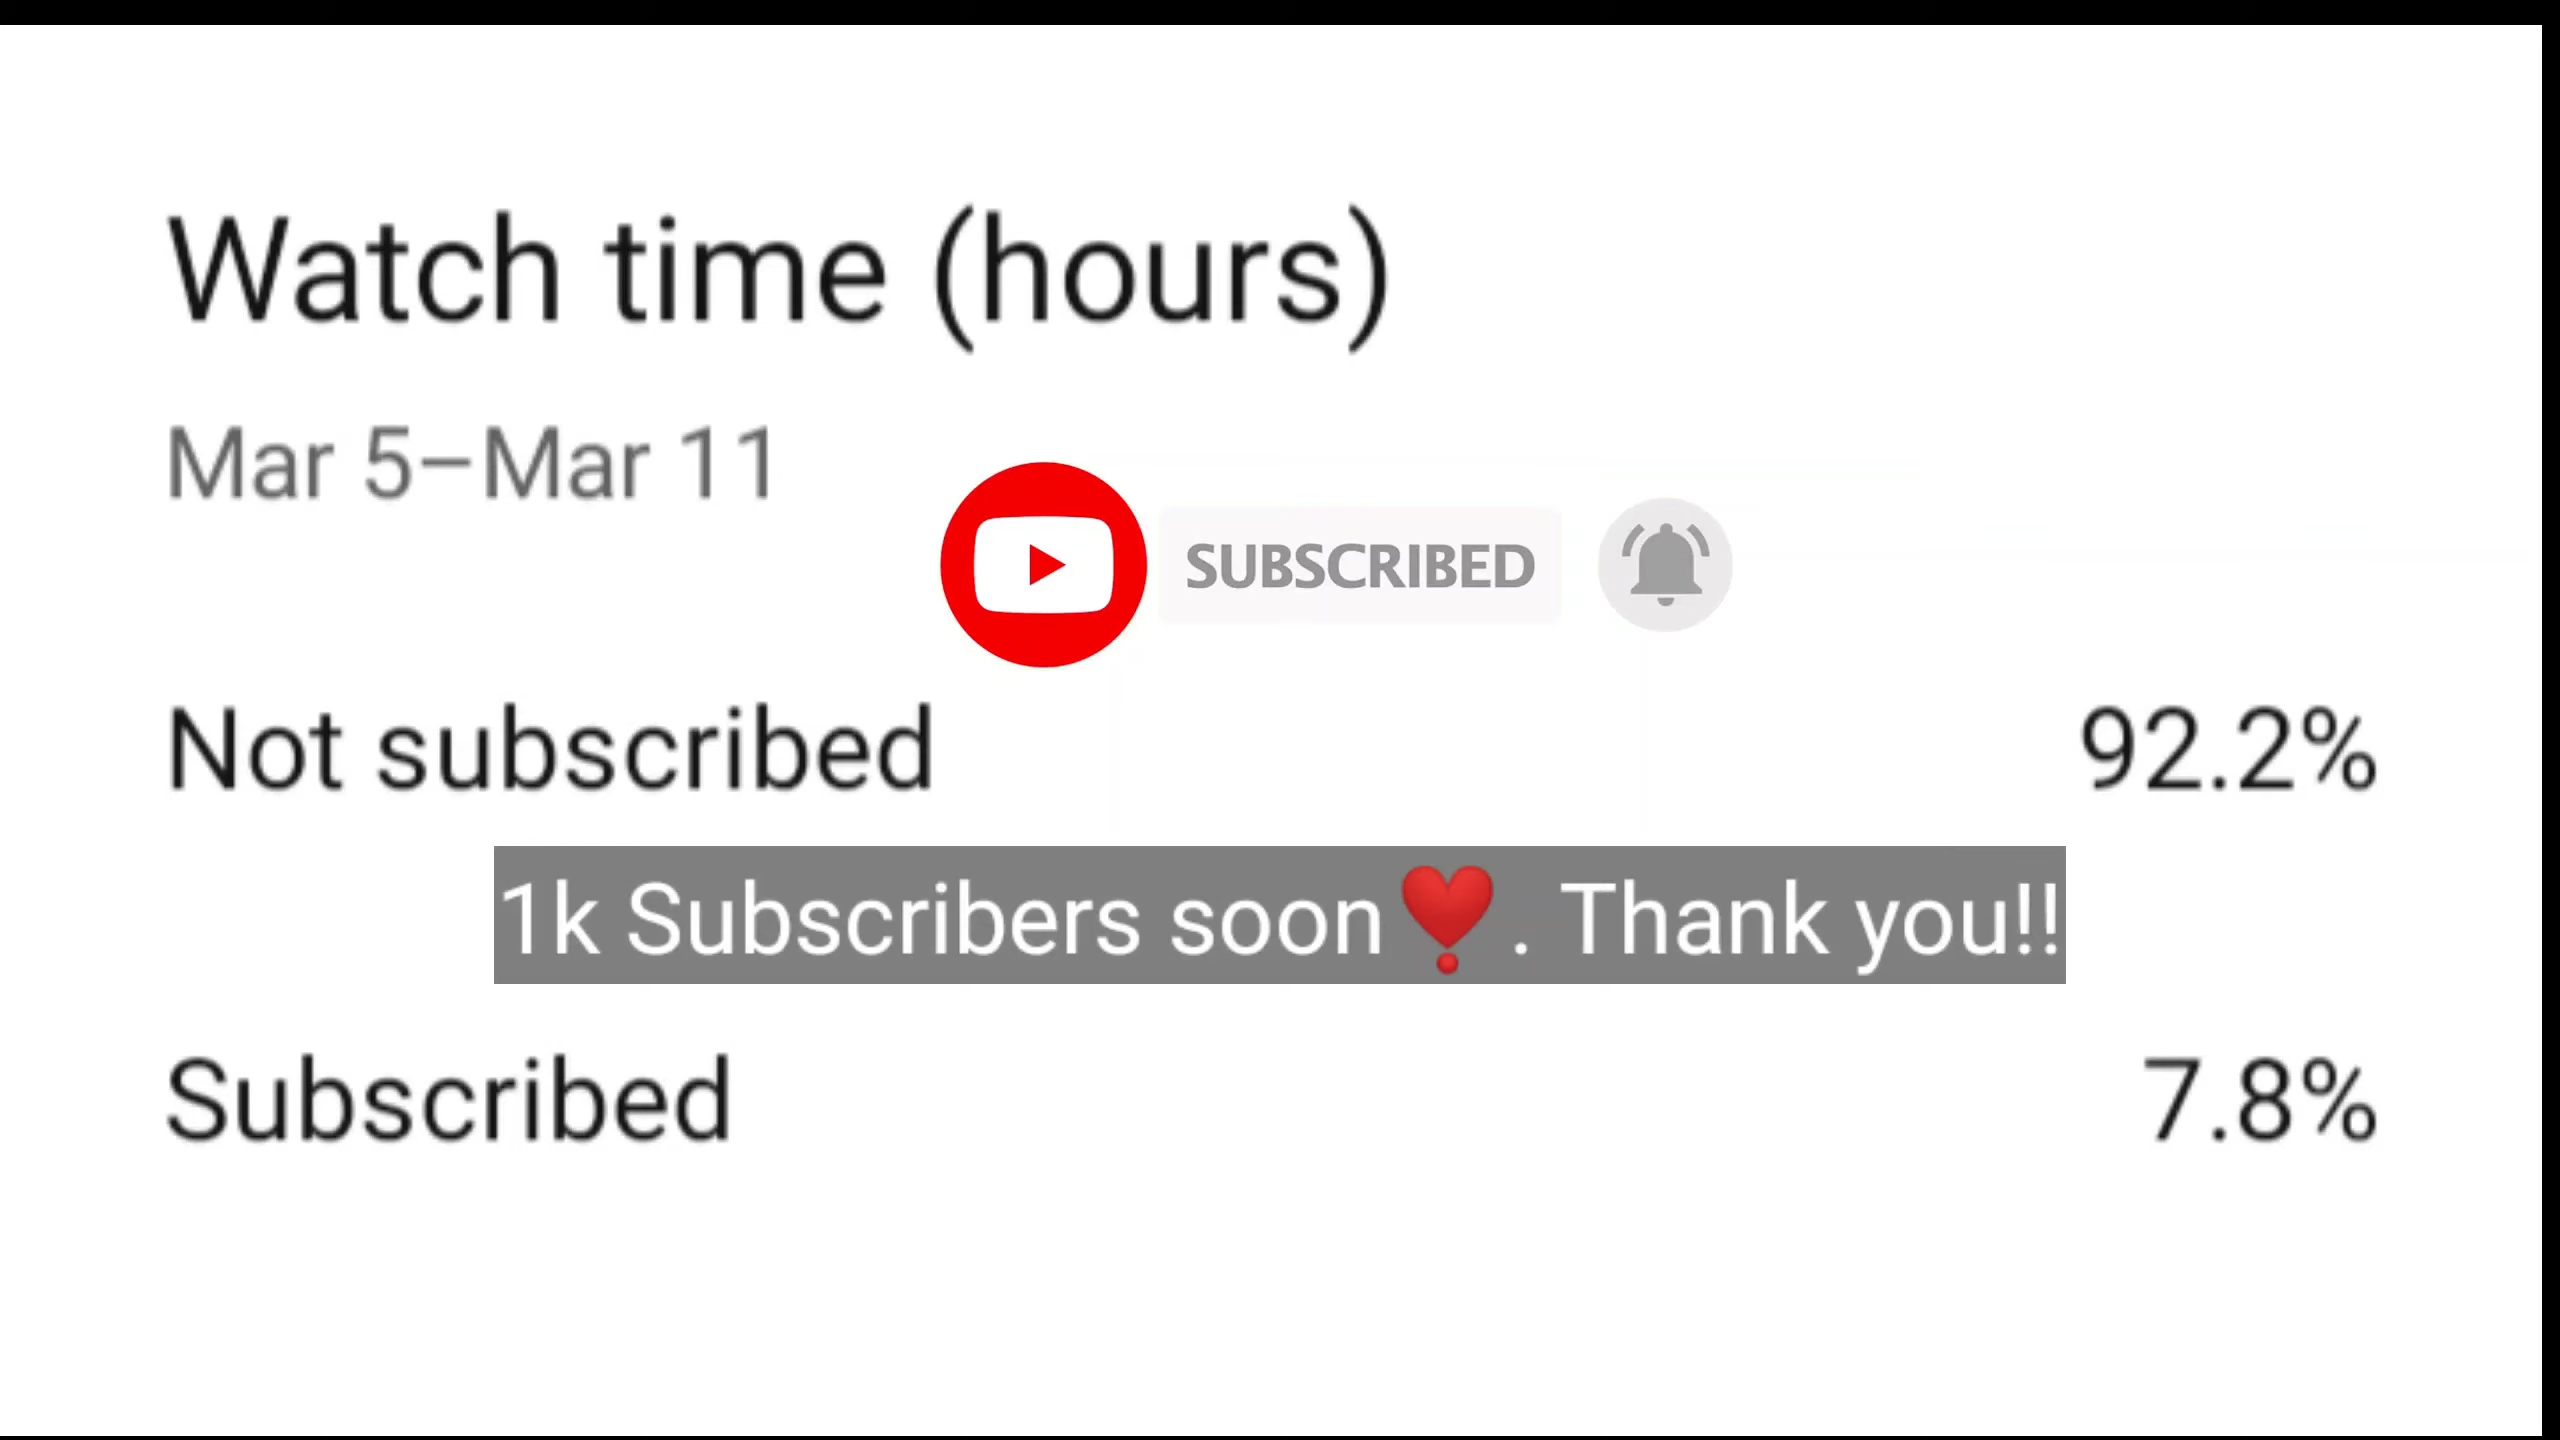 Watch time (hours)
Mar 5–Mar 11
SUBSCRIBED
Not subscribed 92.2%
1k Subscribers soon❣️. Thank you!!
Subscribed 7.8%